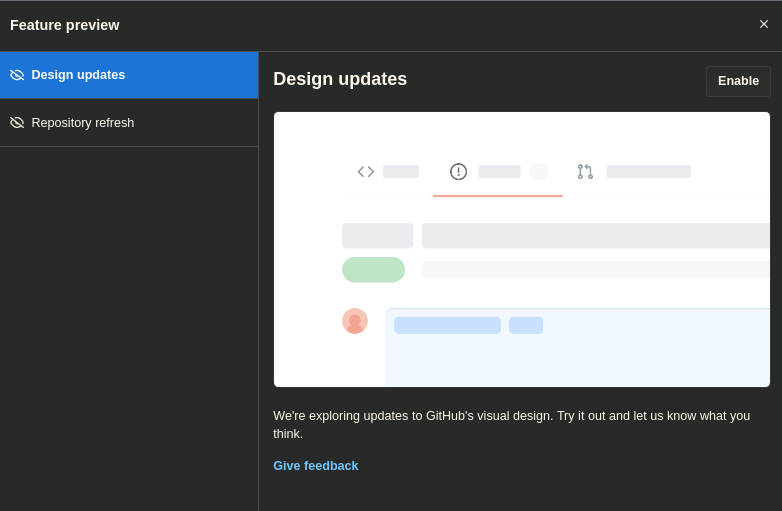 Feature preview
Design updates
Repository refresh
Design updates
Enable
We're exploring updates to GitHub's visual design. Try it out and let us know what you
think.
Give feedback